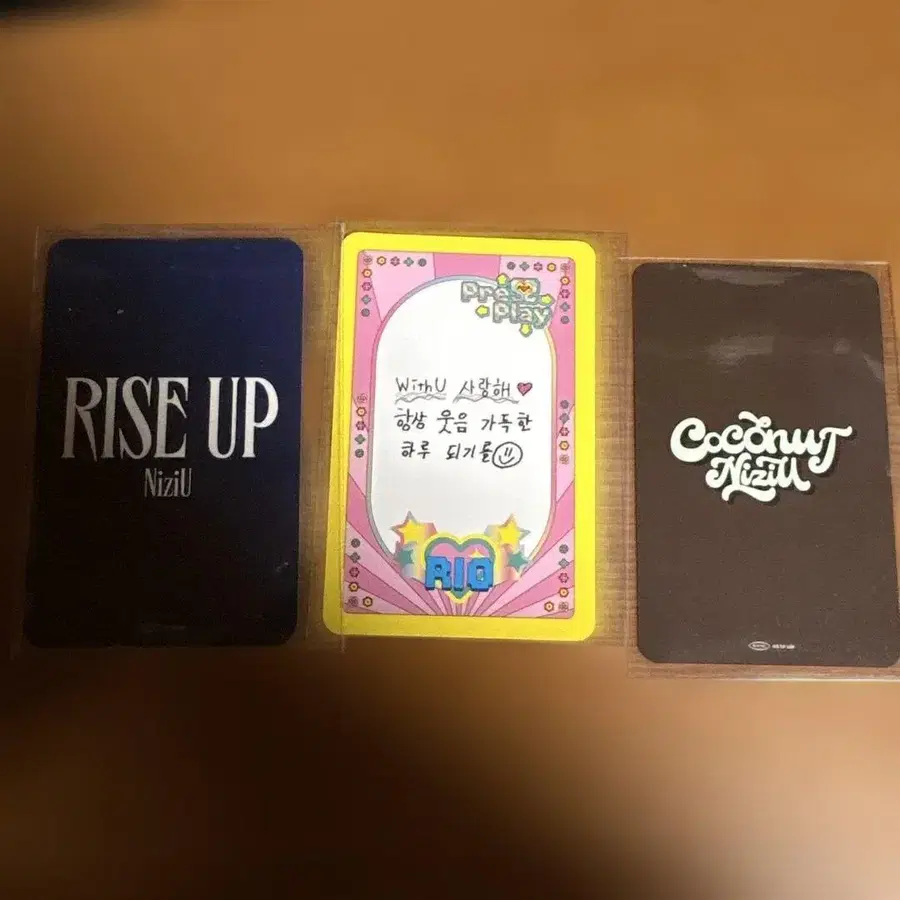 RISE UP
NiziU
Press Play
WithU 사랑해♥
항상 웃음 가득한
하루 되기를
RIO
Coconut
NiziU